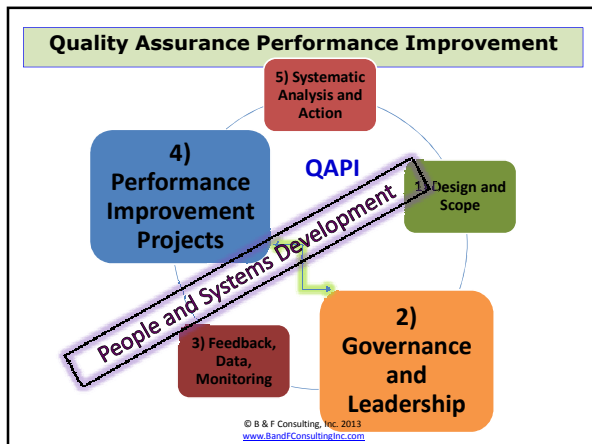 Quality Assurance Performance Improvement
5) Systematic
Analysis and
Action
4)
Performance
Improvement
Projects
QAPI
1) Design and
Scope
People and Systems Development
2)
Governance
and
Leadership
3) Feedback,
Data,
Monitoring
© B & F Consulting, Inc. 2013
www.BandFConsultingInc.com